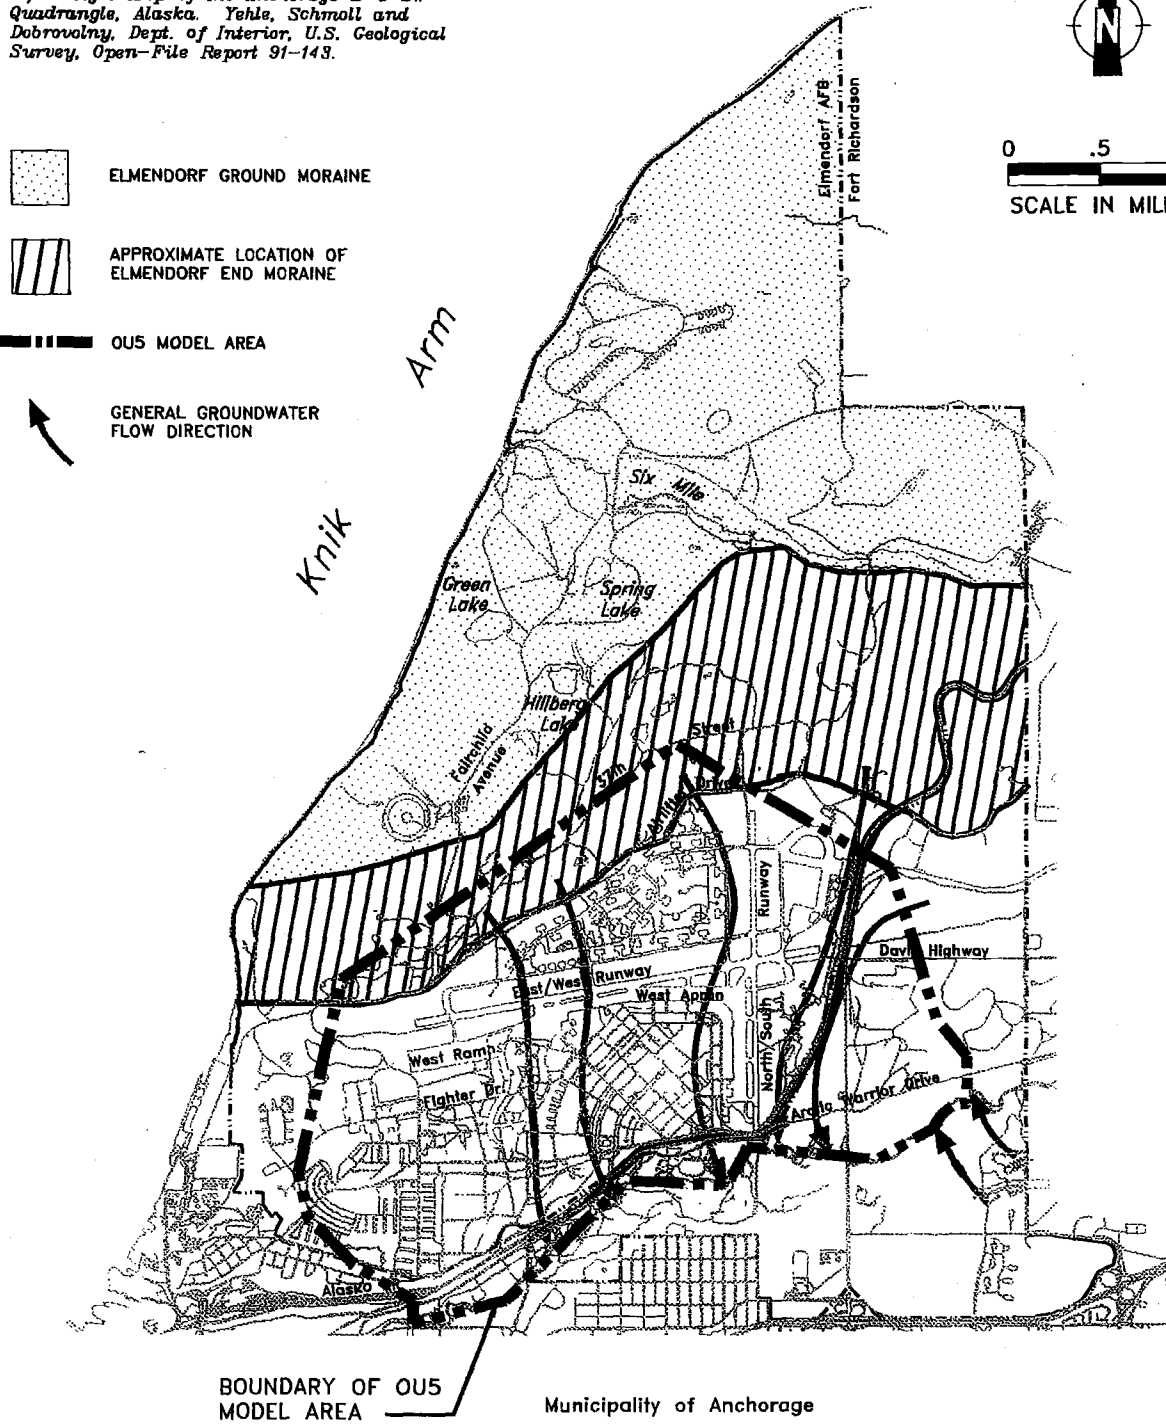 Quadrangle, Alaska. Yehle, Schmoll and
Dobrovolny, Dept. of Interior, U.S. Geological
Survey, Open-File Report 91-143.
N
0 .5
SCALE IN MIL
ELMENDORF GROUND MORAINE
APPROXIMATE LOCATION OF
ELMENDORF END MORAINE
OU5 MODEL AREA
GENERAL GROUNDWATER
FLOW DIRECTION
Elmendorf AFB
Fort Richardson
Knik Arm
Six Mile
Green
Lake
Spring
Lake
Hillberg
Lake
Fairchild
Avenue
37th
Street
Drive
Runway
Davis Highway
East/West Runway
West Apron
West Ramp
North/South
Fighter Dr.
Arctic Warrior Drive
Alaska
BOUNDARY OF OU5
MODEL AREA
Municipality of Anchorage